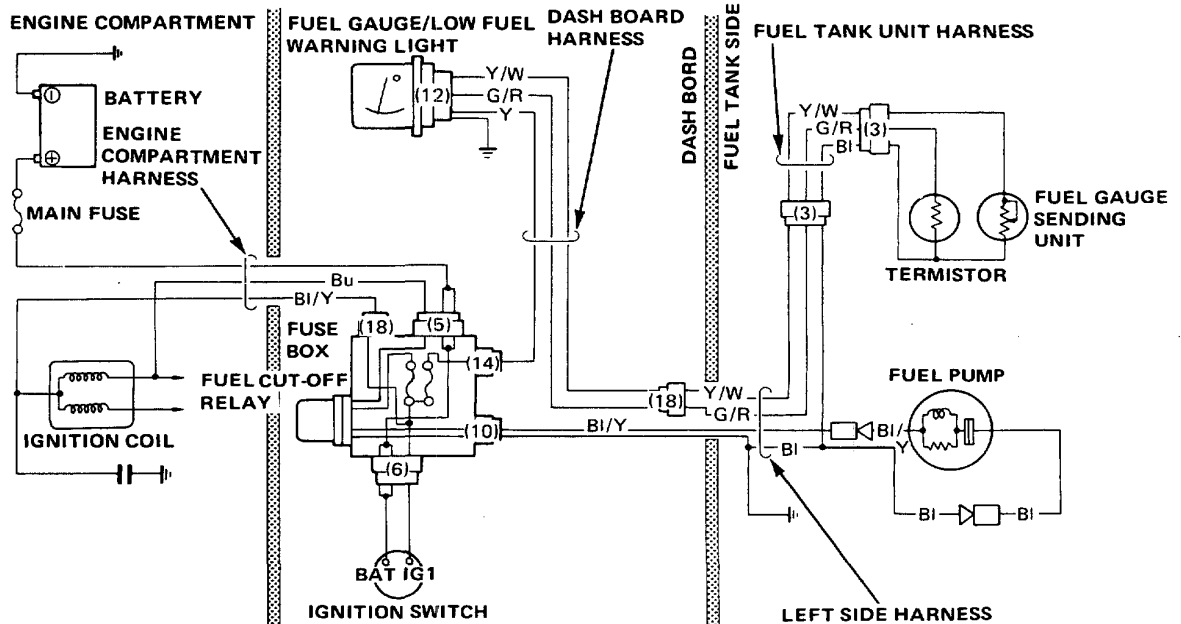 ENGINE COMPARTMENT
BATTERY
ENGINE
COMPARTMENT
HARNESS
MAIN FUSE
Bu
Bl/Y
IGNITION COIL
FUEL CUT-OFF
RELAY
FUEL GAUGE/LOW FUEL
WARNING LIGHT
(12)
Y/W
G/R
Y
DASH BOARD
HARNESS
FUSE
BOX
(18)
(5)
(14)
(10)
(6)
BAT IG1
IGNITION SWITCH
Bl/Y
(18)
DASH BORD
FUEL TANK SIDE
FUEL TANK UNIT HARNESS
Y/W
G/R
Bl
(3)
(3)
FUEL GAUGE
SENDING
UNIT
TERMISTOR
Y/W
G/R
Bl
FUEL PUMP
Bl/
Y
Bl
Bl
LEFT SIDE HARNESS